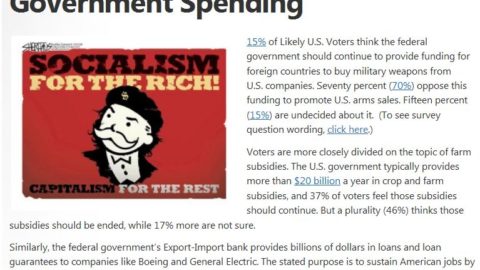 Government Spending
SOCIALISM
FOR THE RICH!
CAPITALISM FOR THE REST
15% of Likely U.S. Voters think the federal
government should continue to provide funding for
foreign countries to buy military weapons from
U.S. companies. Seventy percent (70%) oppose this
funding to promote U.S. arms sales. Fifteen percent
(15%) are undecided about it. (To see survey
question wording, click here.)
Voters are more closely divided on the topic of farm
subsidies. The U.S. government typically provides
more than $20 billion a year in crop and farm
subsidies, and 37% of voters feel those subsidies
should continue. But a plurality (46%) thinks those
subsidies should be ended, while 17% more are not sure.
Similarly, the federal government's Export-Import bank provides billions of dollars in loans and loan
guarantees to companies like Boeing and General Electric. The stated purpose is to sustain American jobs by